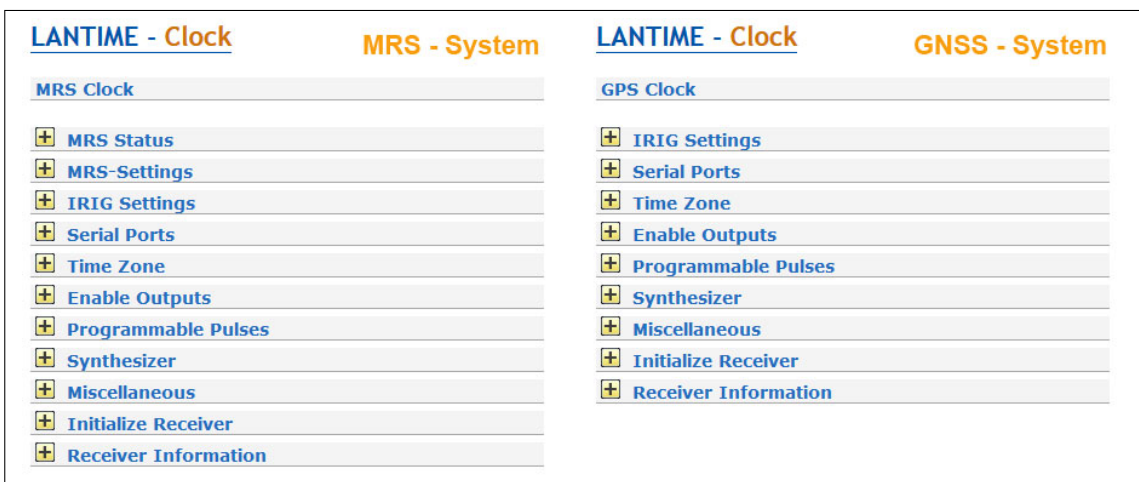 LANTIME - Clock
MRS - System
MRS Clock
MRS Status
MRS-Settings
IRIG Settings
Serial Ports
Time Zone
Enable Outputs
Programmable Pulses
Synthesizer
Miscellaneous
Initialize Receiver
Receiver Information
LANTIME - Clock
GNSS - System
GPS Clock
IRIG Settings
Serial Ports
Time Zone
Enable Outputs
Programmable Pulses
Synthesizer
Miscellaneous
Initialize Receiver
Receiver Information